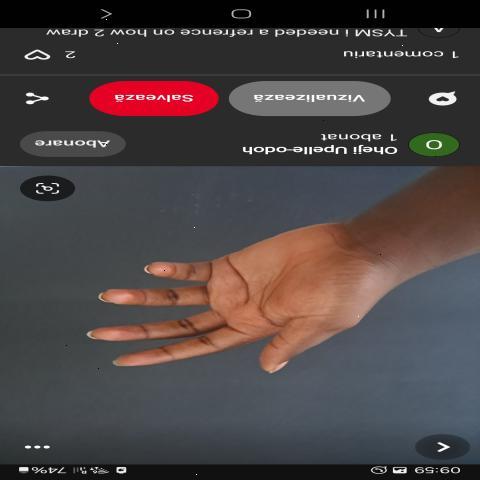 09:59
74%
Oheji Upelle-odoh
1 abonat
Abonare
Vizualizează
Salvează
1 comentariu
2
TYSM i needed a refrence on how 2 draw